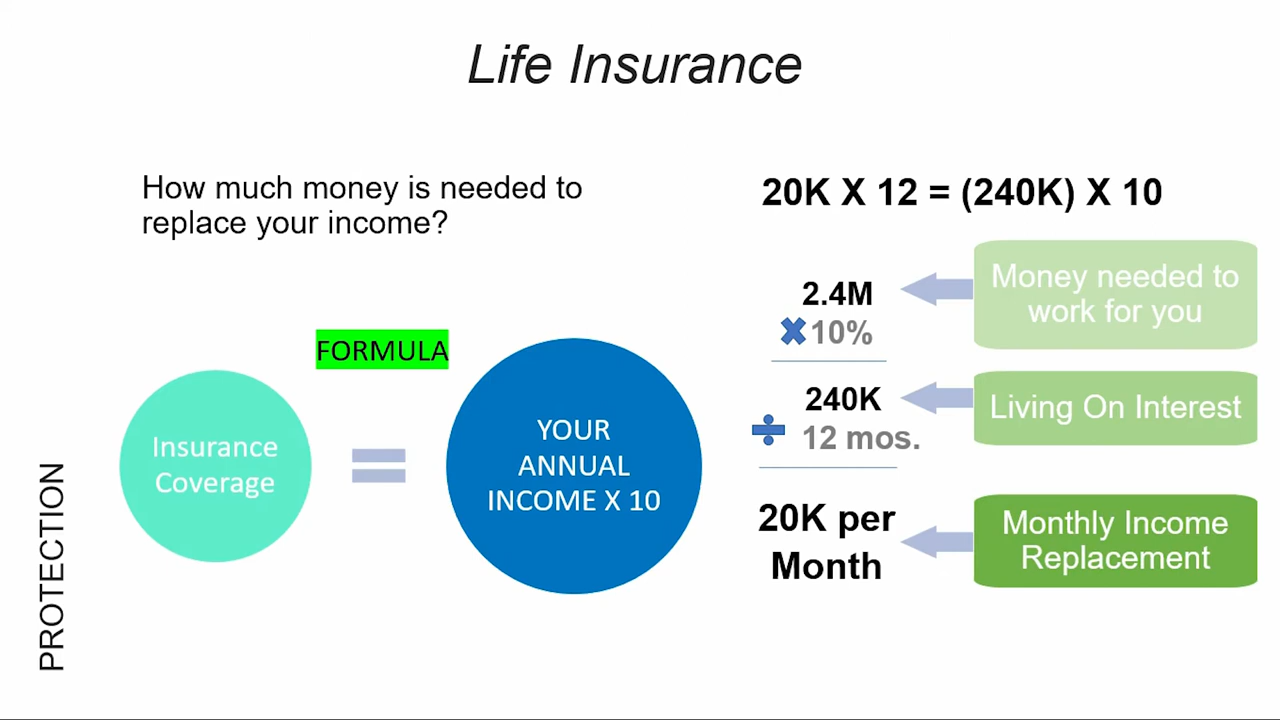 Life Insurance
How much money is needed to
replace your income?
FORMULA
Insurance
Coverage
=
YOUR
ANNUAL
INCOME X 10
PROTECTION
20K X 12 = (240K) X 10
2.4M
✖10%
Money needed to
work for you
240K
÷ 12 mos.
Living On Interest
20K per
Month
Monthly Income
Replacement